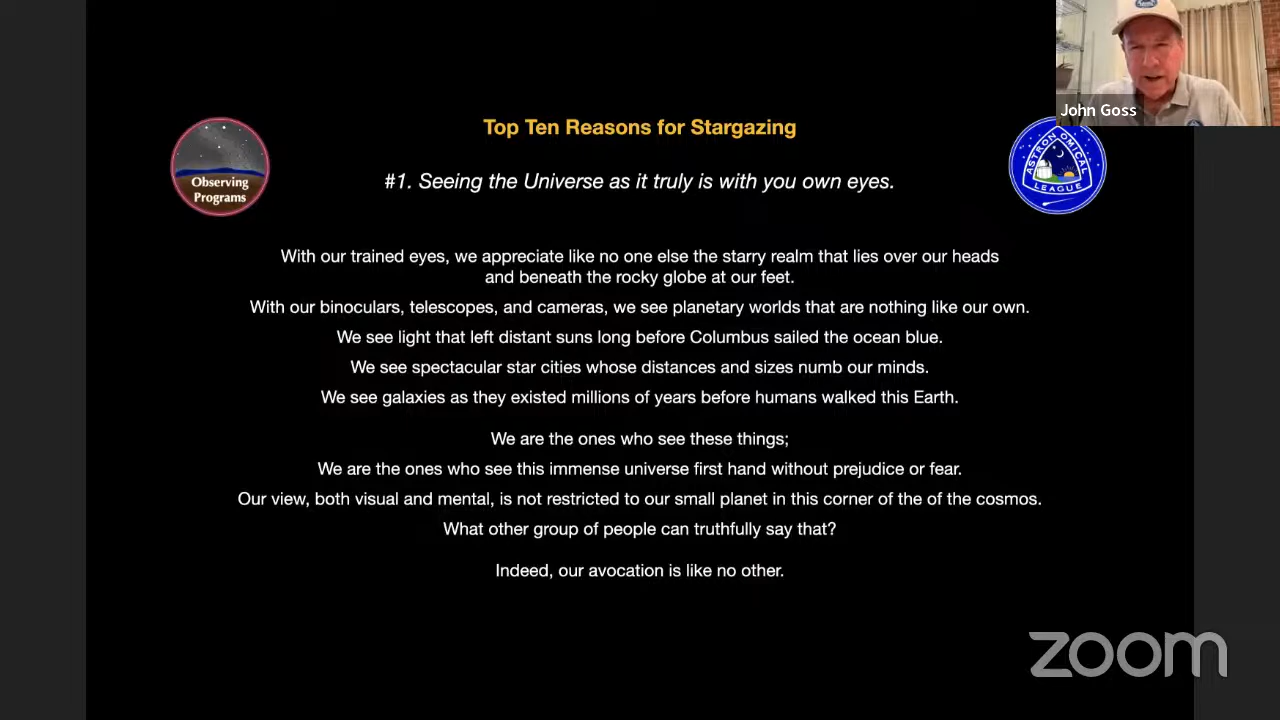 John Goss
Top Ten Reasons for Stargazing
Observing
Programs
ASTRONOMICAL
LEAGUE
#1. Seeing the Universe as it truly is with you own eyes.
With our trained eyes, we appreciate like no one else the starry realm that lies over our heads
and beneath the rocky globe at our feet.
With our binoculars, telescopes, and cameras, we see planetary worlds that are nothing like our own.
We see light that left distant suns long before Columbus sailed the ocean blue.
We see spectacular star cities whose distances and sizes numb our minds.
We see galaxies as they existed millions of years before humans walked this Earth.
We are the ones who see these things;
We are the ones who see this immense universe first hand without prejudice or fear.
Our view, both visual and mental, is not restricted to our small planet in this corner of the of the cosmos.
What other group of people can truthfully say that?
Indeed, our avocation is like no other.
zoom